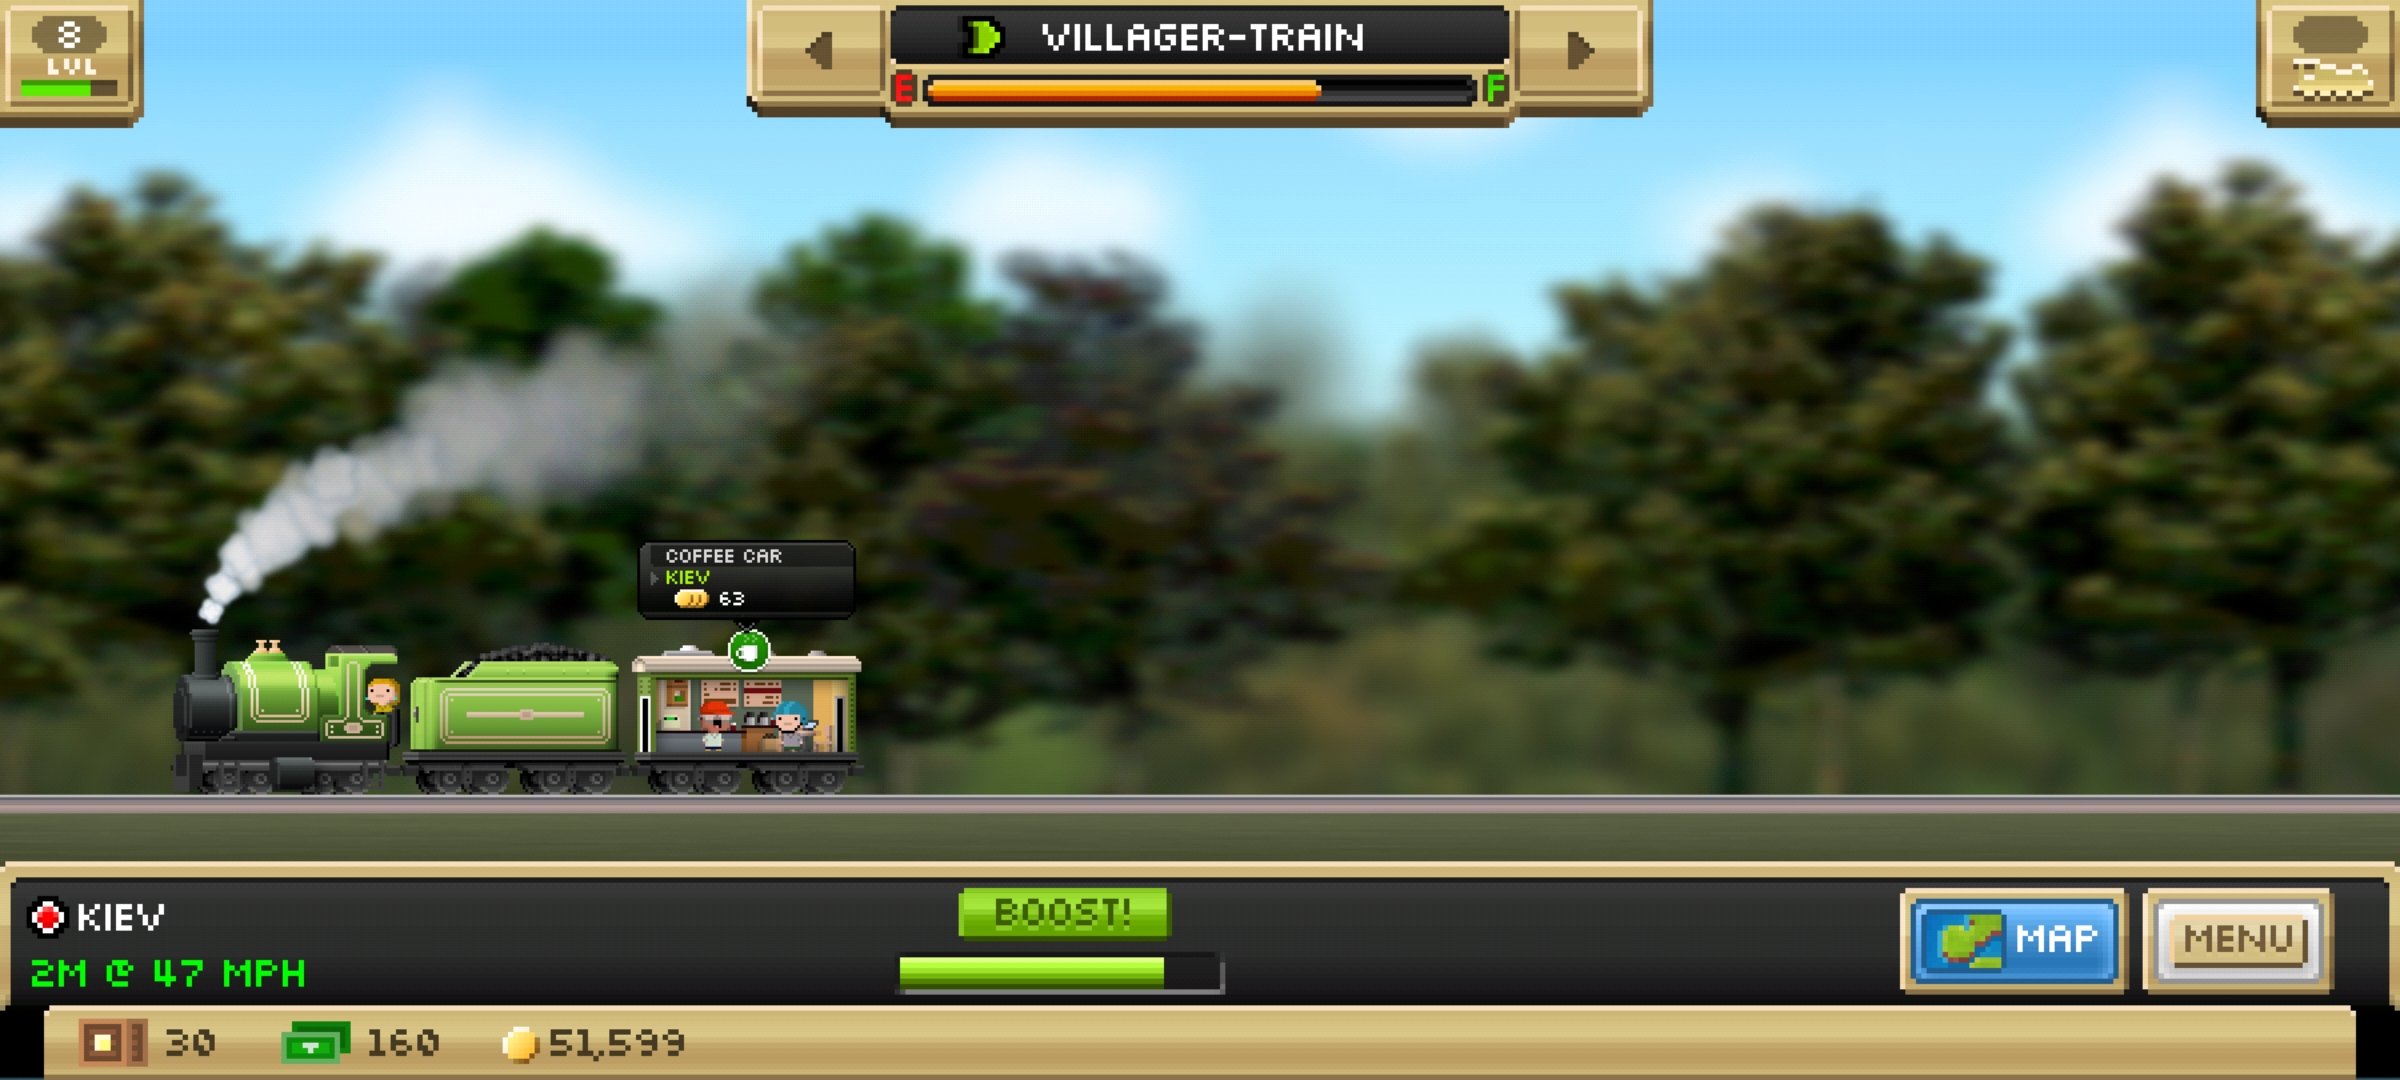 8
LVL
VILLAGER-TRAIN
E
F
COFFEE CAR
KIEV
63
KIEV
2M @ 47 MPH
BOOST!
MAP
MENU
30
160
51,599